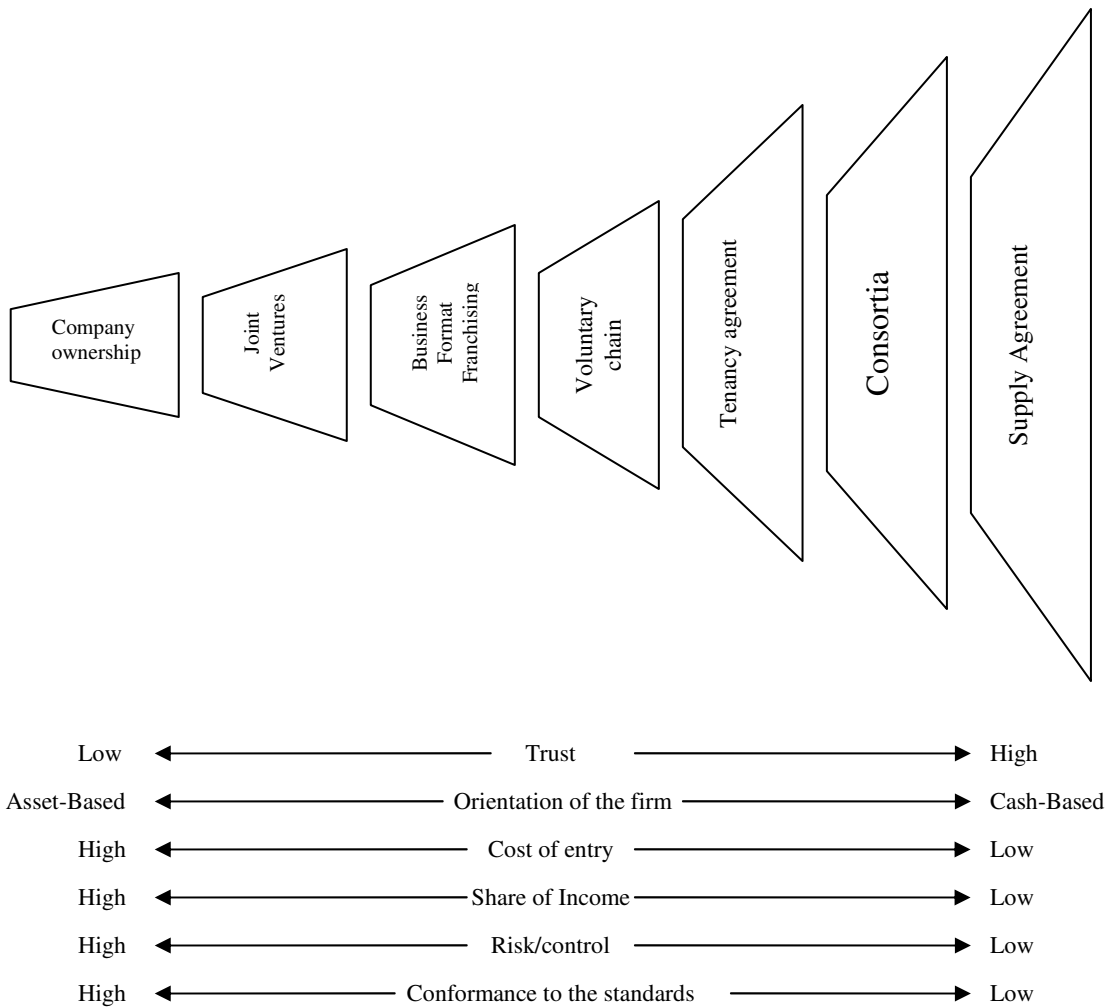 Company
ownership
Joint
Ventures
Business
Format
Franchising
Voluntary
chain
Tenancy agreement
Consortia
Supply Agreement
Low Trust High
Asset-Based Orientation of the firm Cash-Based
High Cost of entry Low
High Share of Income Low
High Risk/control Low
High Conformance to the standards Low